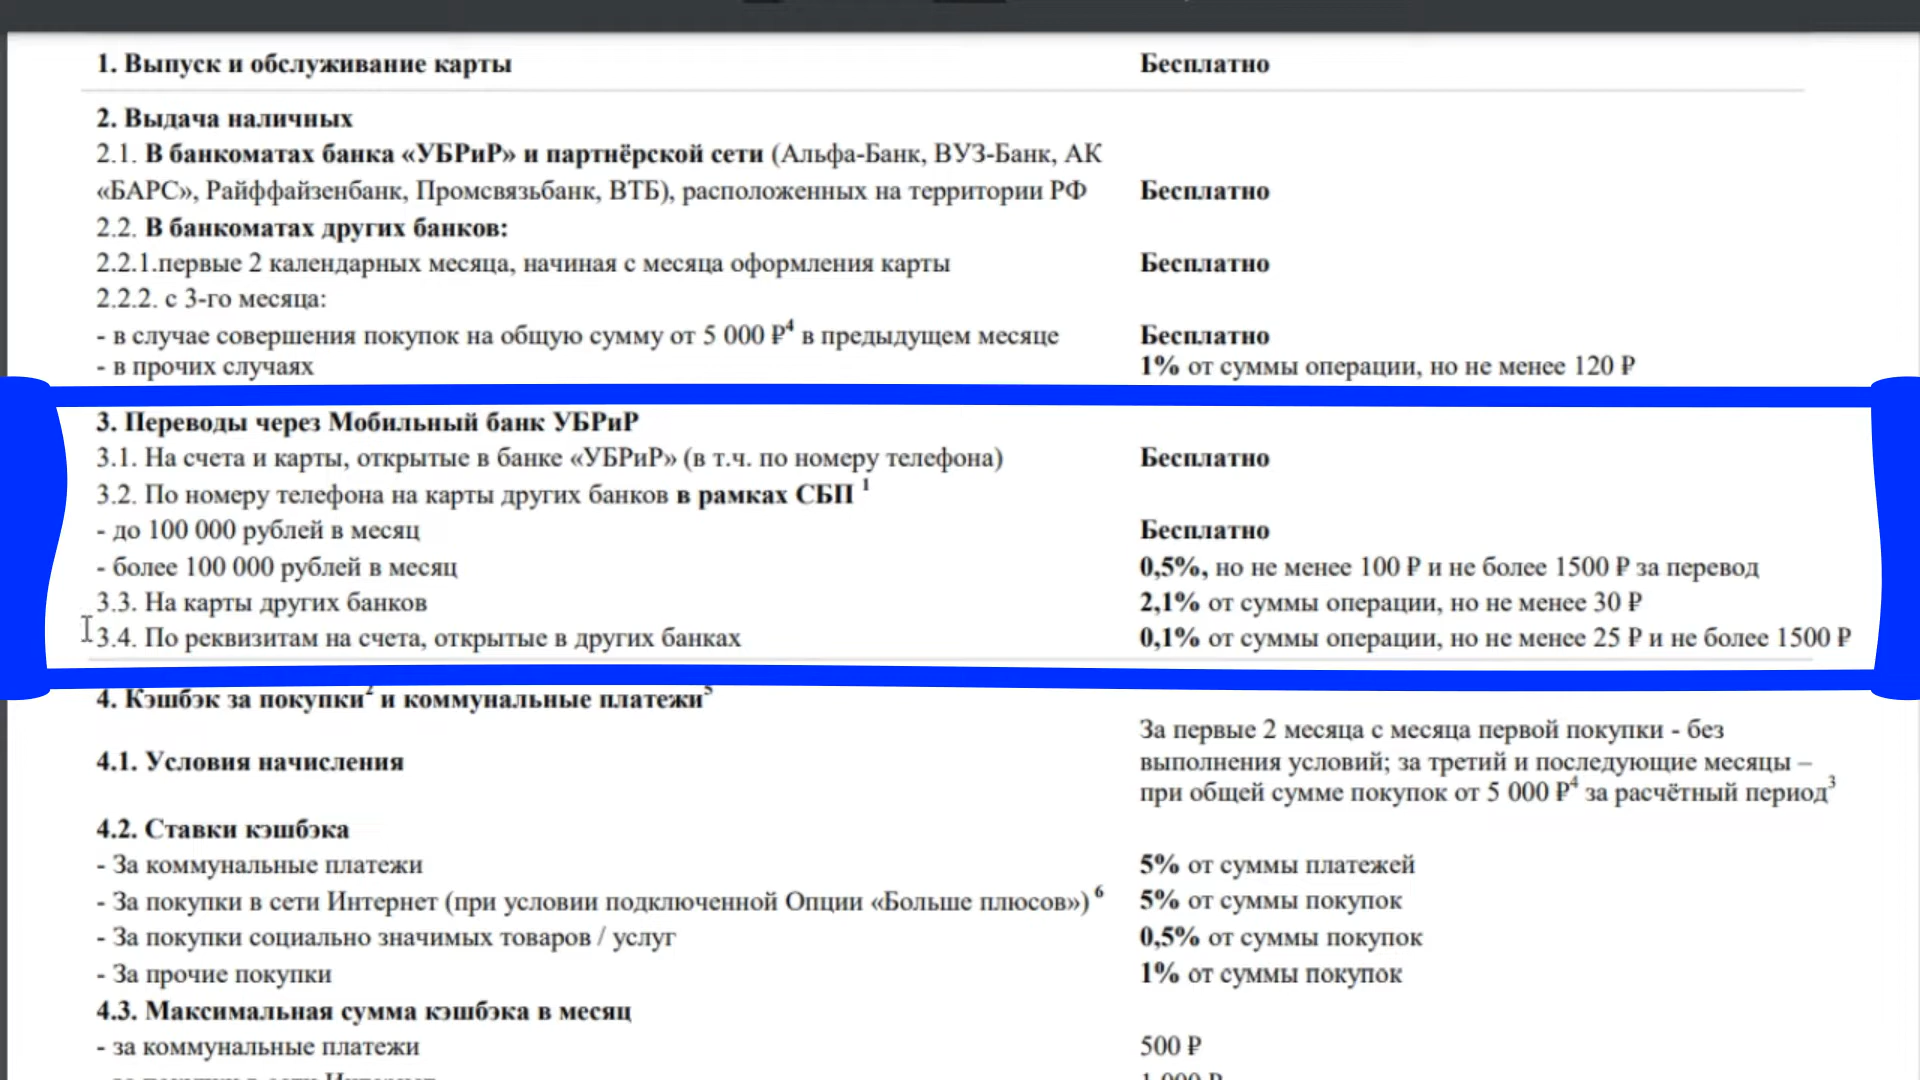 1. Выпуск и обслуживание карты Бесплатно
2. Выдача наличных
2.1. В банкоматах банка «УБРиР» и партнёрской сети (Альфа-Банк, ВУЗ-Банк, АК
«БАРС», Райффайзенбанк, Промсвязьбанк, ВТБ), расположенных на территории РФ Бесплатно
2.2. В банкоматах других банков:
2.2.1.первые 2 календарных месяца, начиная с месяца оформления карты Бесплатно
2.2.2. с 3-го месяца:
- в случае совершения покупок на общую сумму от 5 000 ₽⁴ в предыдущем месяце Бесплатно
- в прочих случаях 1% от суммы операции, но не менее 120 ₽
3. Переводы через Мобильный банк УБРиР
3.1. На счета и карты, открытые в банке «УБРиР» (в т.ч. по номеру телефона) Бесплатно
3.2. По номеру телефона на карты других банков в рамках СБП ¹
- до 100 000 рублей в месяц Бесплатно
- более 100 000 рублей в месяц 0,5%, но не менее 100 ₽ и не более 1500 ₽ за перевод
3.3. На карты других банков 2,1% от суммы операции, но не менее 30 ₽
3.4. По реквизитам на счета, открытые в других банках 0,1% от суммы операции, но не менее 25 ₽ и не более 1500 ₽
4. Кэшбэк за покупки² и коммунальные платежи⁵
За первые 2 месяца с месяца первой покупки - без
4.1. Условия начисления выполнения условий; за третий и последующие месяцы –
при общей сумме покупок от 5 000 ₽⁴ за расчётный период³
4.2. Ставки кэшбэка
- За коммунальные платежи 5% от суммы платежей
- За покупки в сети Интернет (при условии подключенной Опции «Больше плюсов») ⁶ 5% от суммы покупок
- За покупки социально значимых товаров / услуг 0,5% от суммы покупок
- За прочие покупки 1% от суммы покупок
4.3. Максимальная сумма кэшбэка в месяц
- за коммунальные платежи 500 ₽